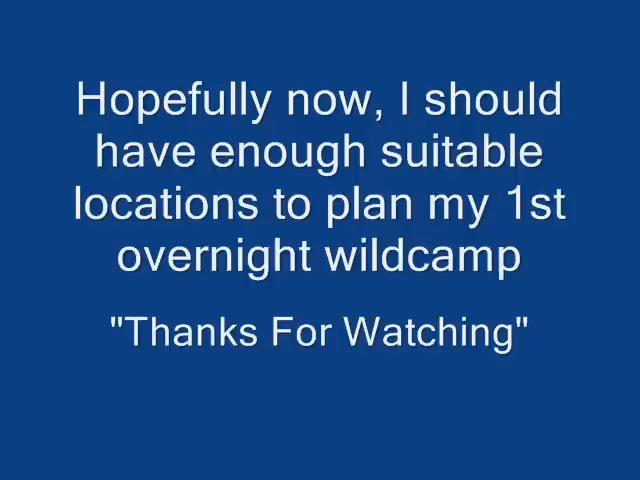 Hopefully now, I should
have enough suitable
locations to plan my 1st
overnight wildcamp
"Thanks For Watching"